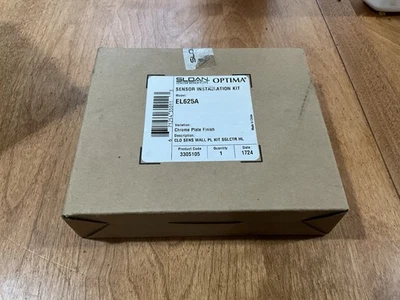 SLOAN OPTIMA®
SENSOR INSTALLATION KIT
Model:
EL625A
Variation:
Chrome Plate Finish
Description:
CLO SENS WALL PL KIT SGLCTR HL
Product Code Quantity Date
3305105 1 1724